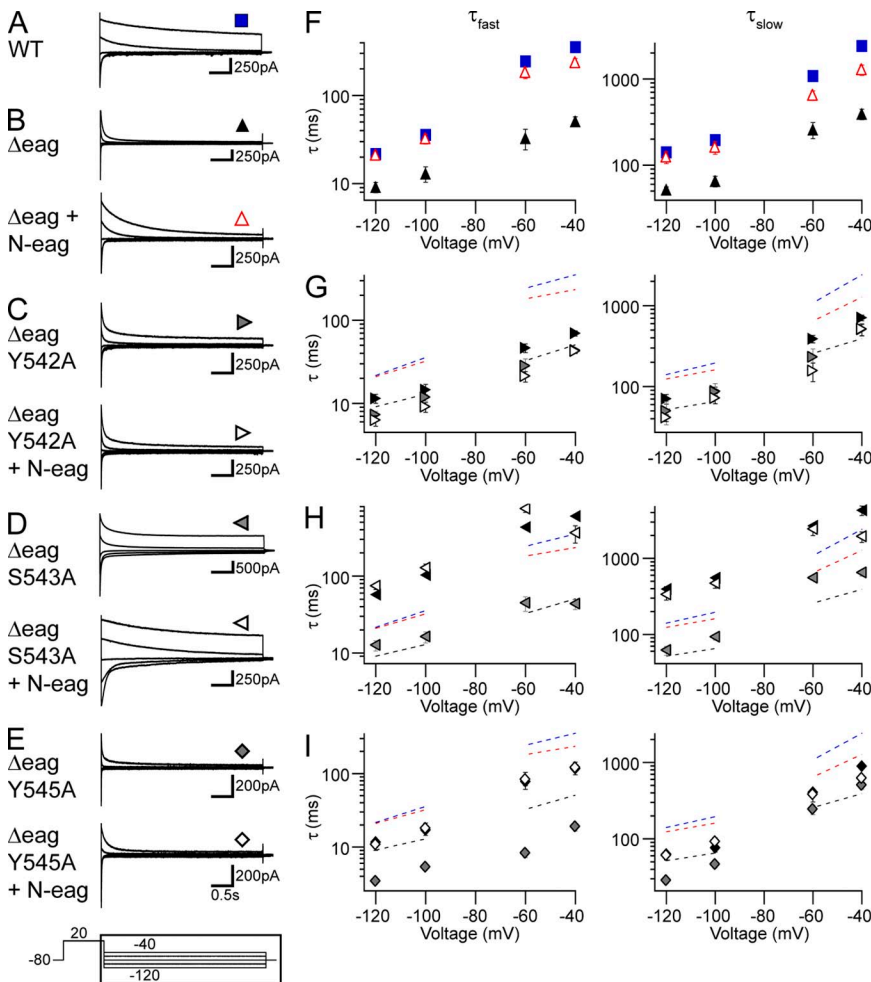 A
WT
250pA
B
Δeag
250pA
Δeag +
N-eag
250pA
C
Δeag
Y542A
250pA
Δeag
Y542A
+ N-eag
250pA
D
Δeag
S543A
500pA
Δeag
S543A
+ N-eag
250pA
E
Δeag
Y545A
200pA
Δeag
Y545A
+ N-eag
200pA
0.5s
20
-80
-40
-120
τfast
τslow
F
τ (ms)
100
10
-120 -100 -80 -60 -40
Voltage (mV)
1000
100
-120 -100 -80 -60 -40
Voltage (mV)
G
τ (ms)
100
10
-120 -100 -80 -60 -40
Voltage (mV)
1000
100
-120 -100 -80 -60 -40
Voltage (mV)
H
τ (ms)
100
10
-120 -100 -80 -60 -40
Voltage (mV)
1000
100
-120 -100 -80 -60 -40
Voltage (mV)
I
τ (ms)
100
10
-120 -100 -80 -60 -40
Voltage (mV)
1000
100
-120 -100 -80 -60 -40
Voltage (mV)